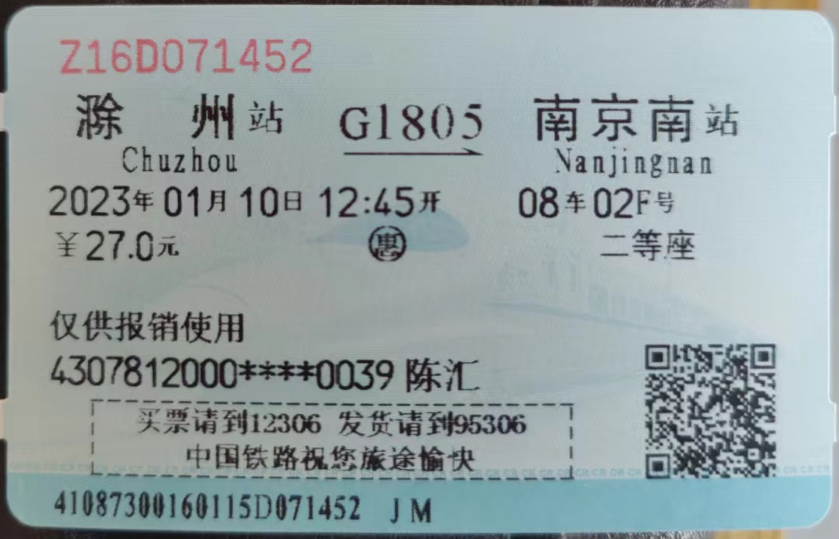 Z16D071452
滁州站 G1805 南京南站
Chuzhou Nanjingnan
2023年01月10日 12:45开 08车02F号
￥27.0元 惠 二等座
仅供报销使用
4307812000****0039 陈汇
买票请到12306 发货请到95306
中国铁路祝您旅途愉快
41087300160115D071452 JM